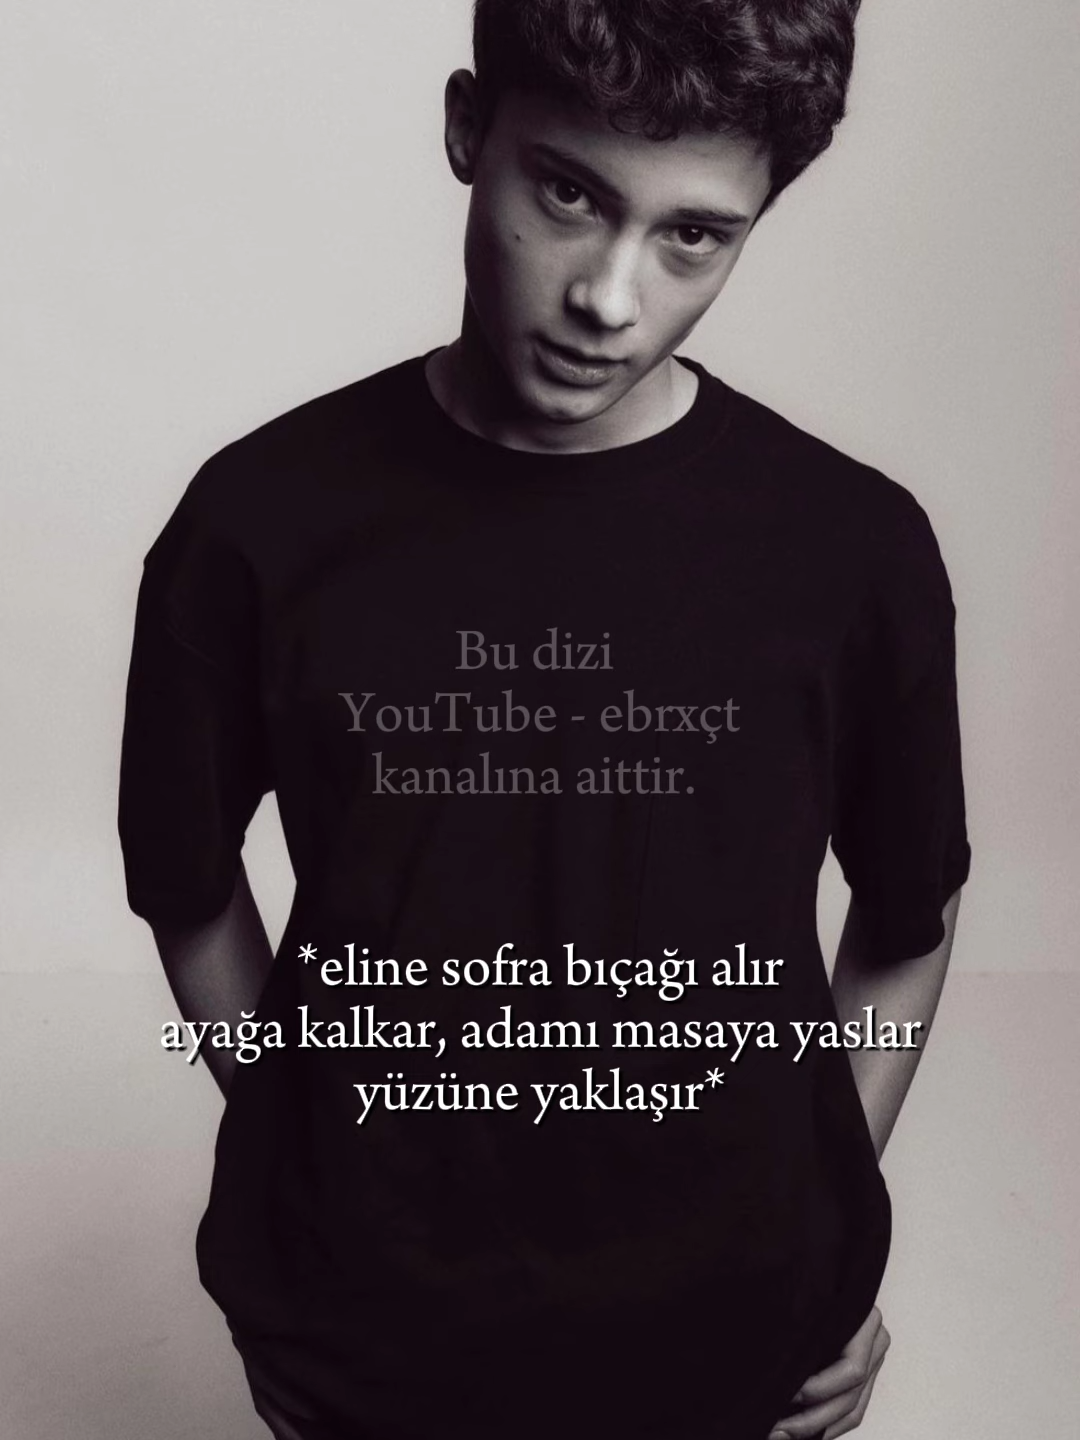 Bu dizi
YouTube - ebrxçt
kanalına aittir.
*eline sofra bıçağı alır
ayağa kalkar, adamı masaya yaslar
yüzüne yaklaşır*